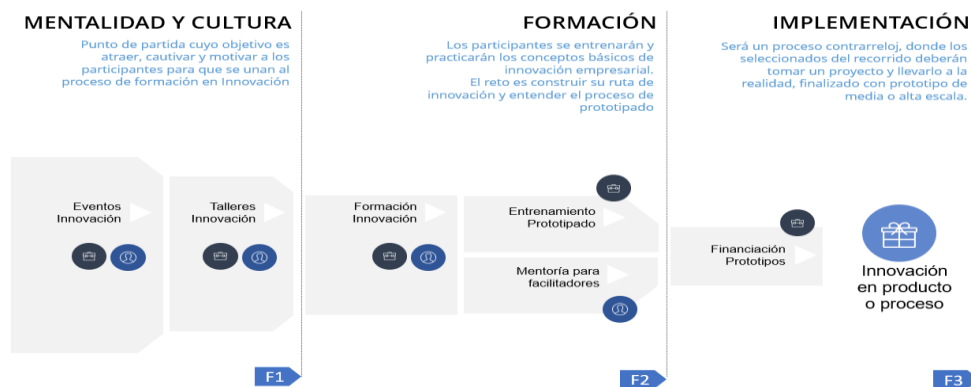 MENTALIDAD Y CULTURA
Punto de partida cuyo objetivo es
atraer, cautivar y motivar a los
participantes para que se unan al
proceso de formación en Innovación
Eventos
Innovación
Talleres
Innovación
F1
FORMACIÓN
Los participantes se entrenarán y
practicarán los conceptos básicos de
innovación empresarial.
El reto es construir su ruta de
innovación y entender el proceso de
prototipado
Formación
Innovación
Entrenamiento
Prototipado
Mentoría para
facilitadores
F2
IMPLEMENTACIÓN
Será un proceso contrarreloj, donde los
seleccionados del recorrido deberán
tomar un proyecto y llevarlo a la
realidad, finalizado con prototipo de
media o alta escala.
Financiación
Prototipos
Innovación
en producto
o proceso
F3